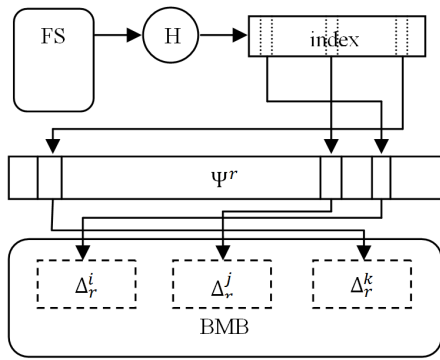 FS
H
index
Ψ^r
Δ_r^i
Δ_r^j
Δ_r^k
BMB